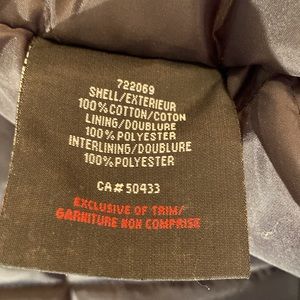 722069
SHELL/EXTERIEUR
100% COTTON/COTON
LINING/DOUBLURE
100% POLYESTER
INTERLINING/DOUBLURE
100% POLYESTER
CA# 50433
EXCLUSIVE OF TRIM/
GARNITURE NON COMPRISE